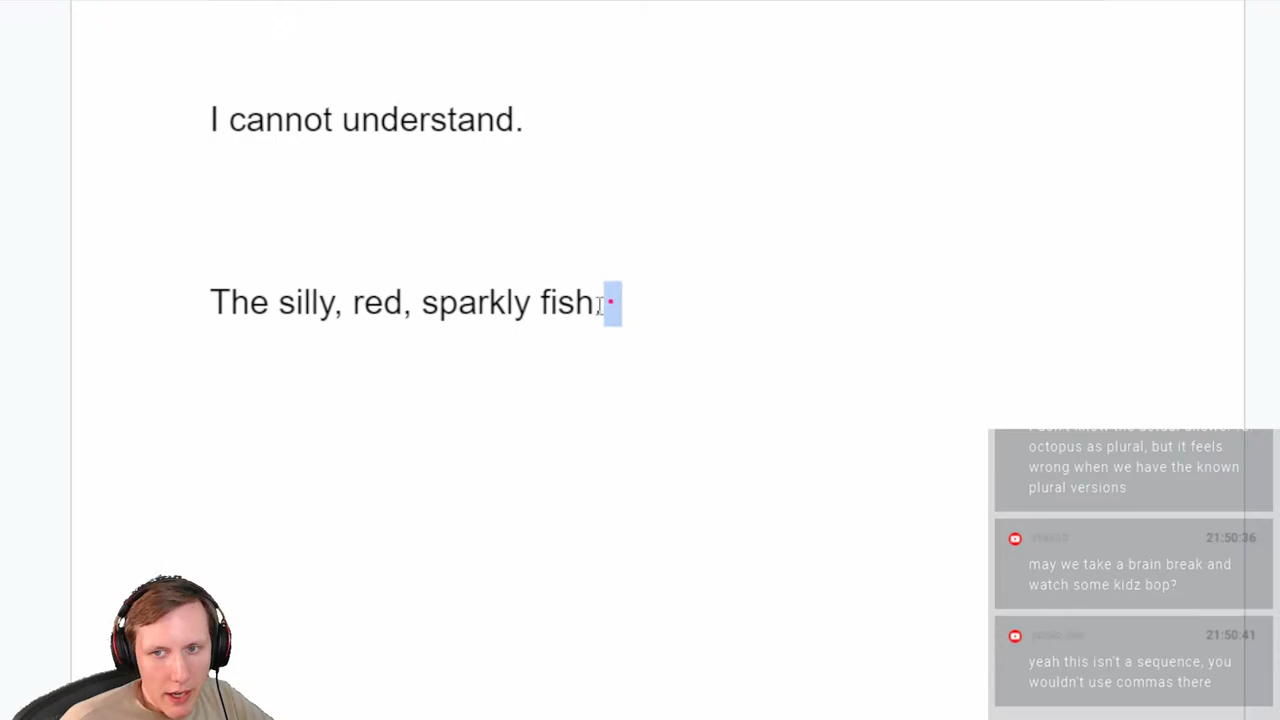 I cannot understand.
The silly, red, sparkly fish,
octopus as plural, but it feels
wrong when we have the known
plural versions
21:50:36
may we take a brain break and
watch some kidz bop?
21:50:41
yeah this isn't a sequence, you
wouldn't use commas there